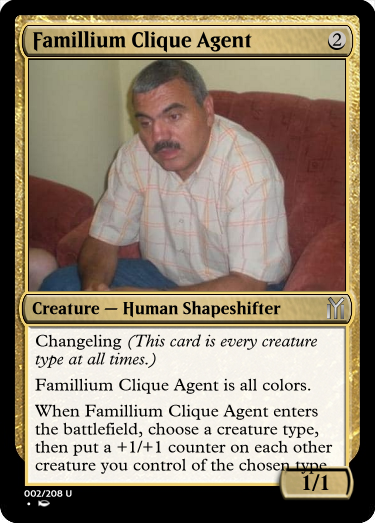 Famillium Clique Agent 2
Creature — Human Shapeshifter
Changeling (This card is every creature
type at all times.)
Famillium Clique Agent is all colors.
When Famillium Clique Agent enters
the battlefield, choose a creature type,
then put a +1/+1 counter on each other
creature you control of the chosen type
1/1
002/208 U